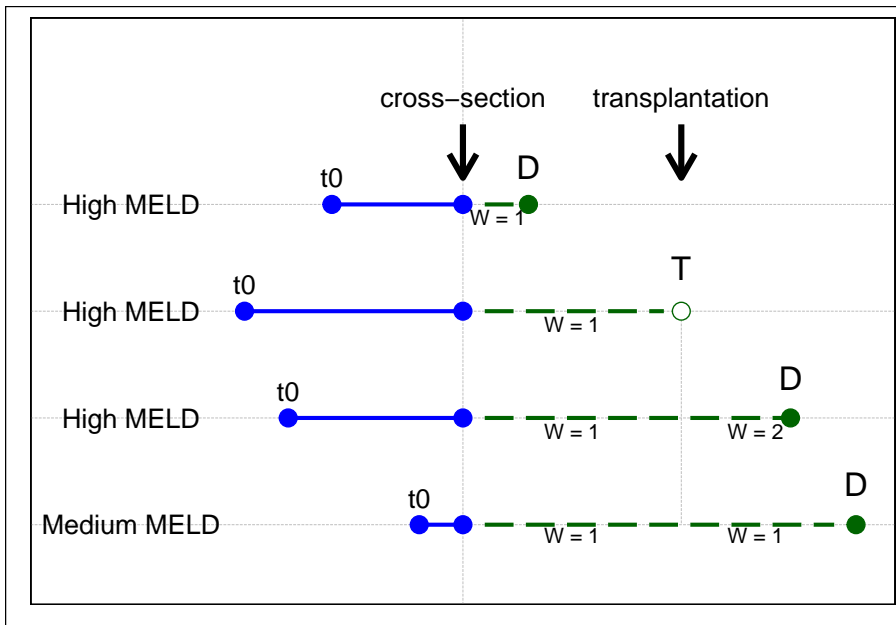 cross−section transplantation
t0 D
High MELD W = 1
t0 T
High MELD W = 1
t0 D
High MELD W = 1 W = 2
t0 D
Medium MELD W = 1 W = 1